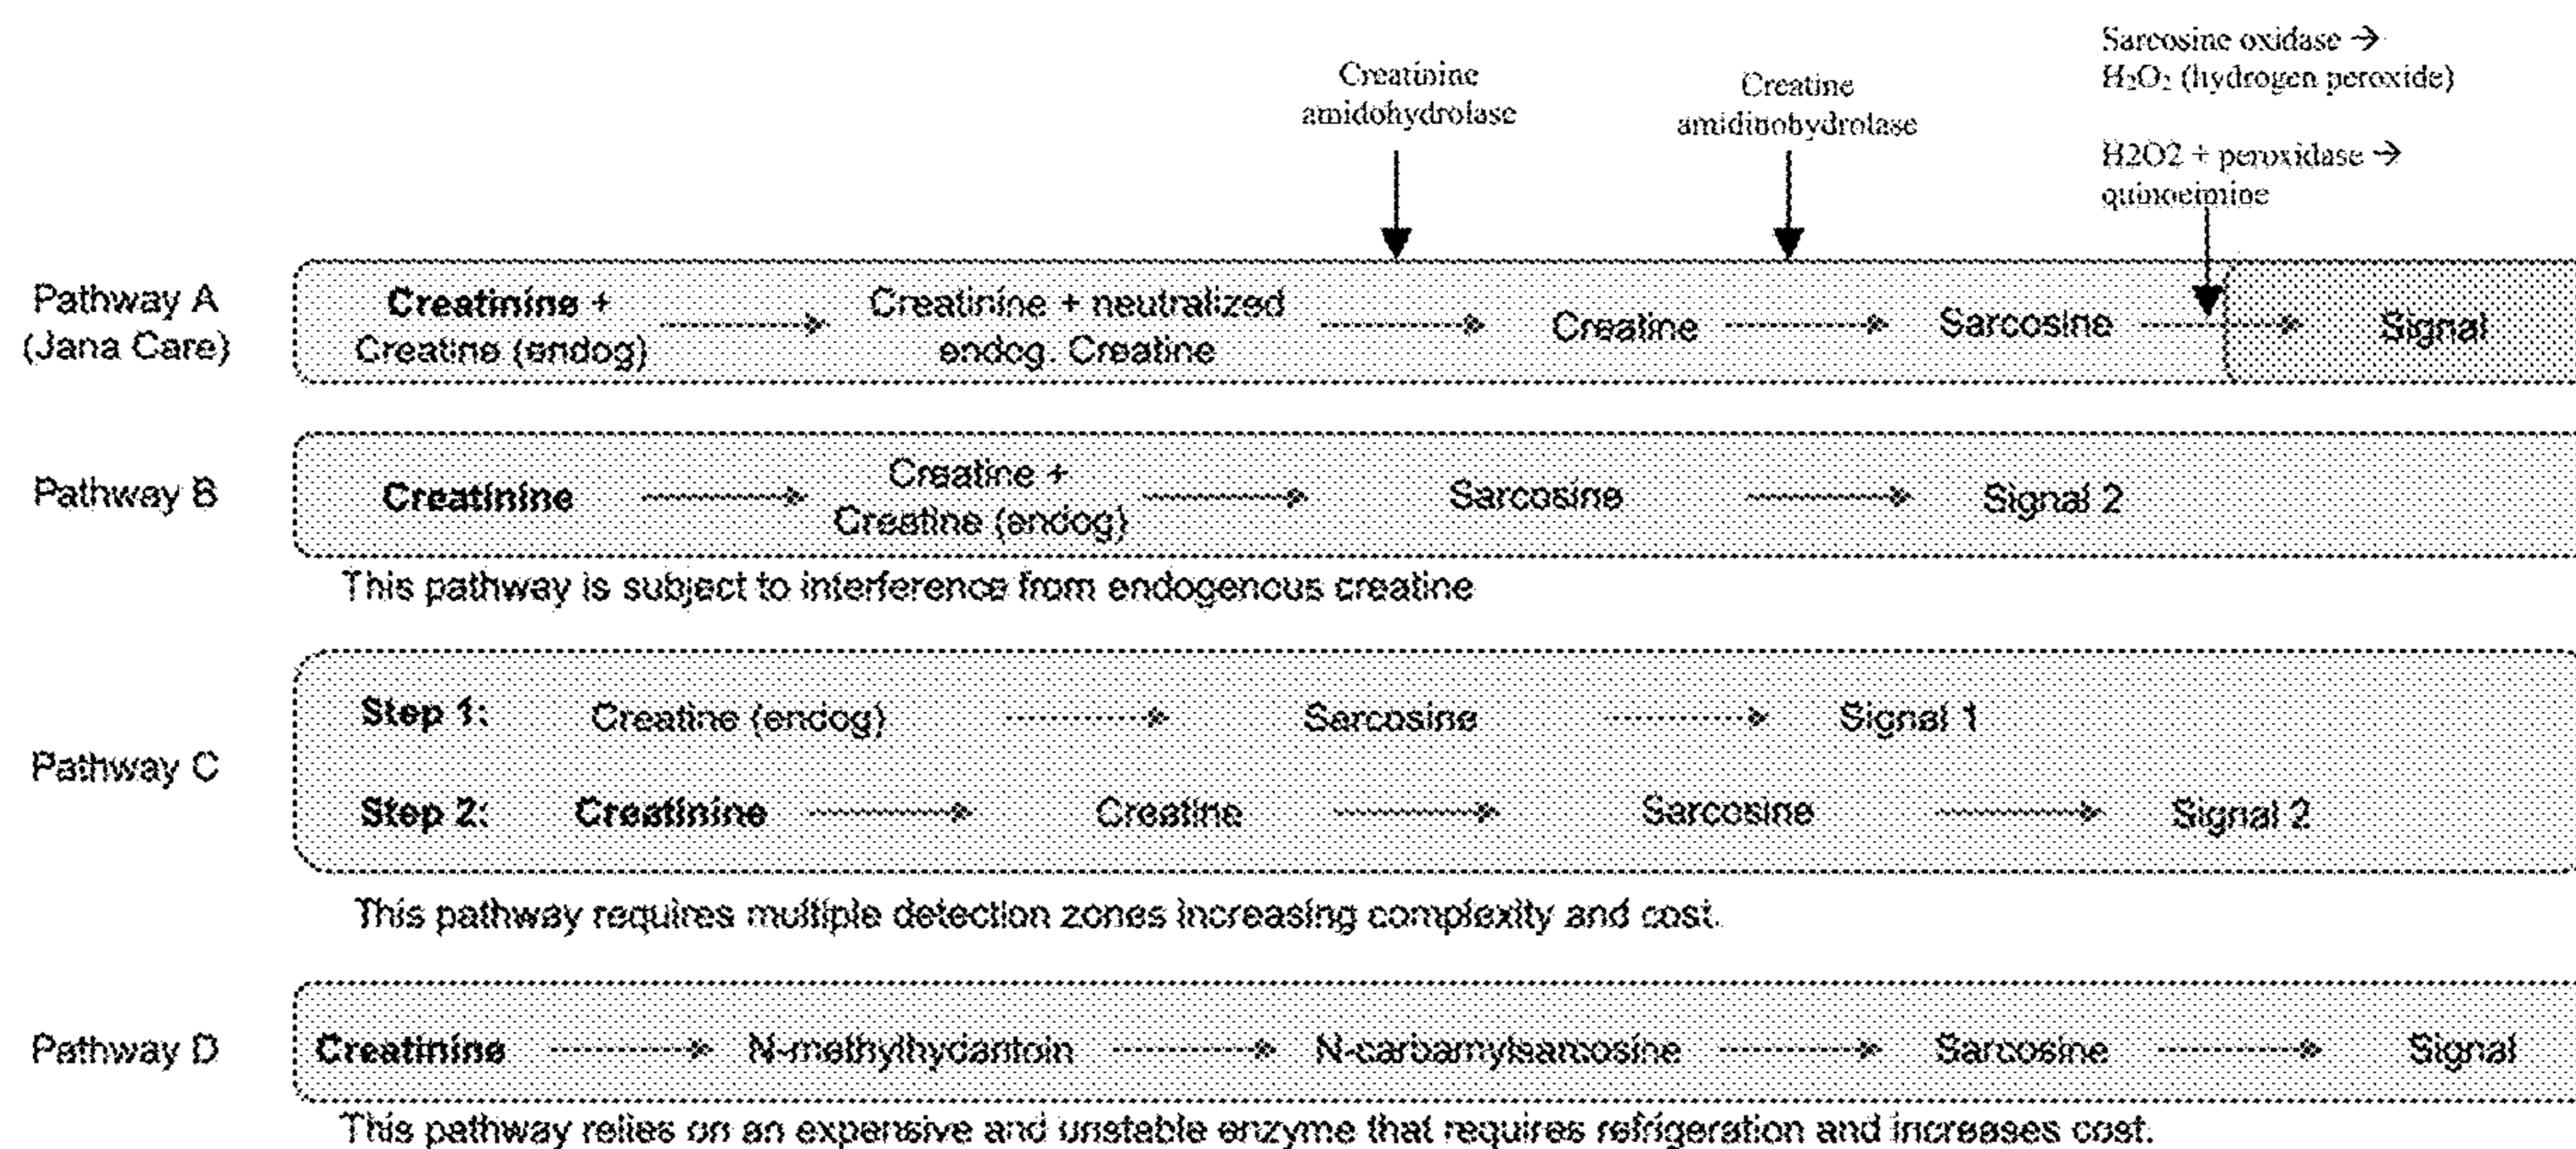 Creatinine
amidohydrolase
Creatine
amidinohydrolase
Sarcosine oxidase →
H₂O₂ (hydrogen peroxide)
H2O2 + peroxidase →
quinoeimine
Pathway A
(Jana Care)
Creatinine +
Creatine (endog)
Creatinine + neutralized
endog. Creatine
Creatine
Sarcosine
Signal
Pathway B
Creatinine
Creatine +
Creatine (endog)
Sarcosine
Signal 2
This pathway is subject to interference from endogenous creatine
Pathway C
Step 1: Creatine (endog) Sarcosine Signal 1
Step 2: Creatinine Creatine Sarcosine Signal 2
This pathway requires multiple detection zones increasing complexity and cost.
Pathway D
Creatinine N-methylhydantoin N-carbamylsarcosine Sarcosine Signal
This pathway relies on an expensive and unstable enzyme that requires refrigeration and increases cost.